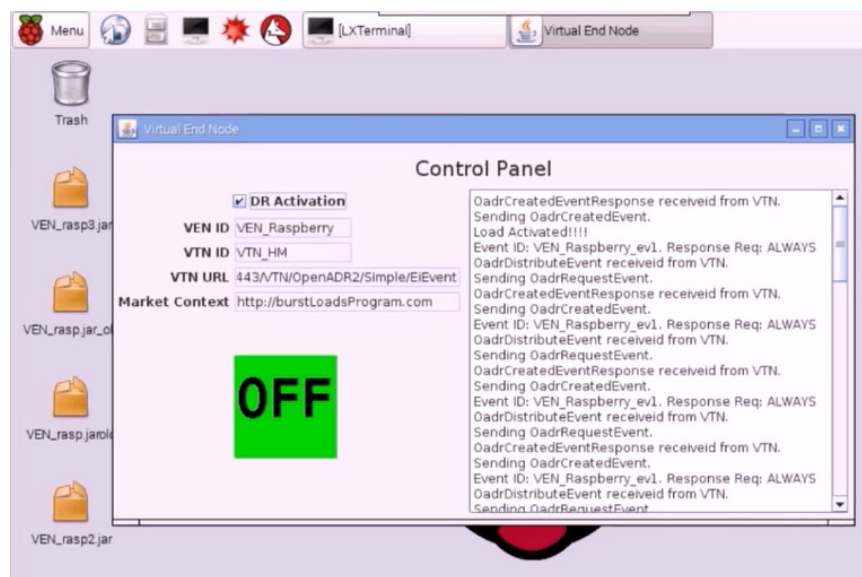 Menu
[LXTerminal]
Virtual End Node
Trash
VEN_rasp3.jar
VEN_rasp.jar_ol
VEN_rasp.jarold
VEN_rasp2.jar
Virtual End Node
Control Panel
DR Activation
VEN ID VEN_Raspberry
VTN ID VTN_HM
VTN URL 443/VTN/OpenADR2/Simple/EiEvent
Market Context http://burstLoadsProgram.com
OFF
OadrCreatedEventResponse receiveid from VTN.
Sending OadrCreatedEvent.
Load Activated!!!!
Event ID: VEN_Raspberry_ev1. Response Req: ALWAYS
OadrDistributeEvent receiveid from VTN.
Sending OadrRequestEvent.
OadrCreatedEventResponse receiveid from VTN.
Sending OadrCreatedEvent.
Event ID: VEN_Raspberry_ev1. Response Req: ALWAYS
OadrDistributeEvent receiveid from VTN.
Sending OadrRequestEvent.
OadrCreatedEventResponse receiveid from VTN.
Sending OadrCreatedEvent.
Event ID: VEN_Raspberry_ev1. Response Req: ALWAYS
OadrDistributeEvent receiveid from VTN.
Sending OadrRequestEvent.
OadrCreatedEventResponse receiveid from VTN.
Sending OadrCreatedEvent.
Event ID: VEN_Raspberry_ev1. Response Req: ALWAYS
OadrDistributeEvent receiveid from VTN.
Sending OadrRequestEvent.